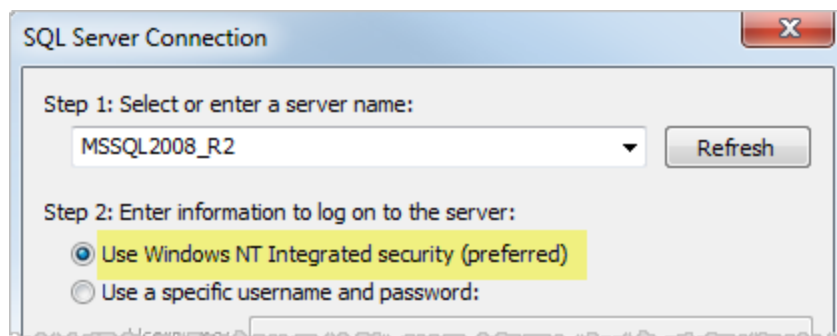 SQL Server Connection
Step 1: Select or enter a server name:
MSSQL2008_R2
Refresh
Step 2: Enter information to log on to the server:
Use Windows NT Integrated security (preferred)
Use a specific username and password: